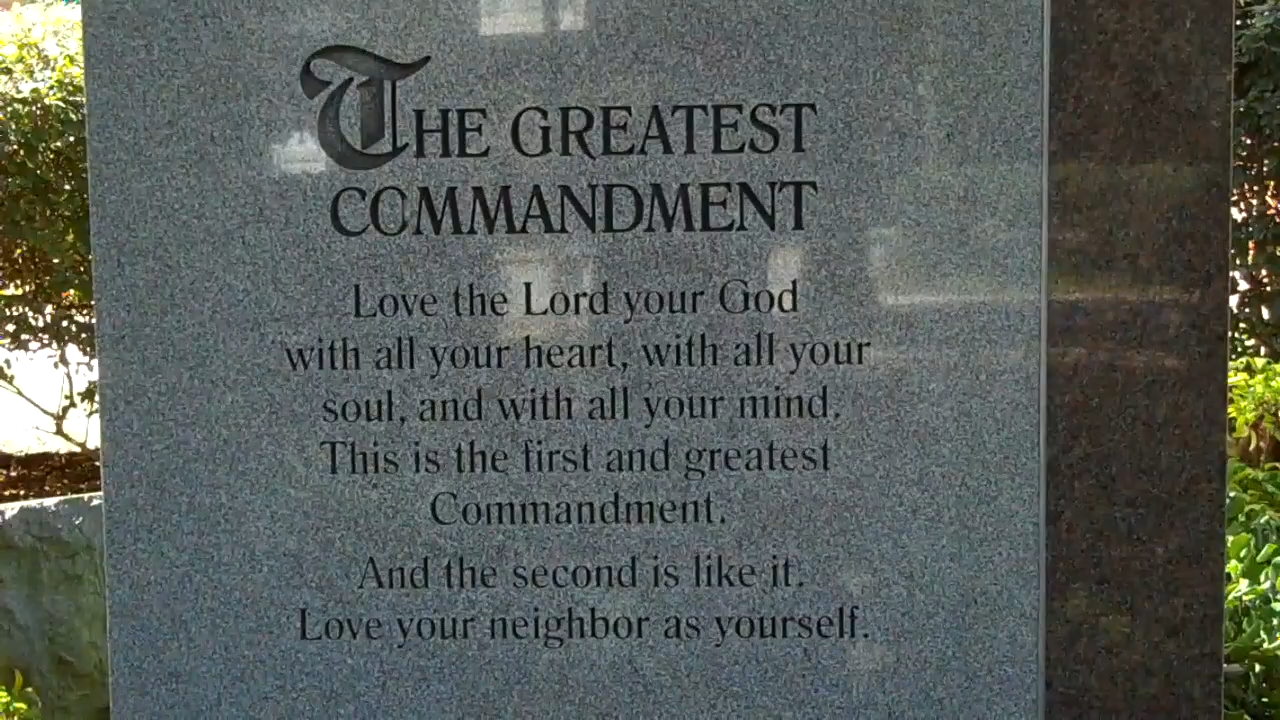 THE GREATEST
COMMANDMENT
Love the Lord your God
with all your heart, with all your
soul, and with all your mind.
This is the first and greatest
Commandment.
And the second is like it.
Love your neighbor as yourself.